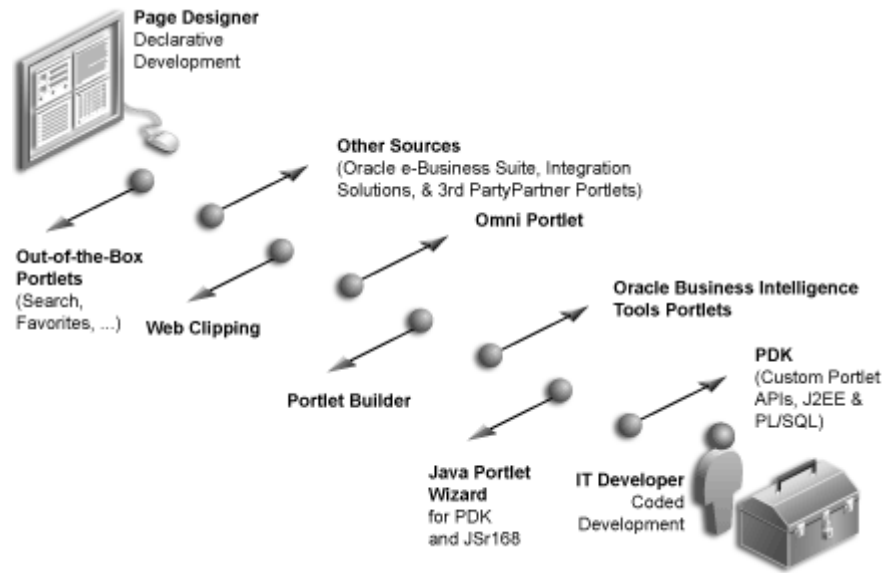 Page Designer
Declarative
Development
Other Sources
(Oracle e-Business Suite, Integration
Solutions, & 3rd PartyPartner Portlets)
Omni Portlet
Out-of-the-Box
Portlets
(Search,
Favorites, ...)
Web Clipping
Oracle Business Intelligence
Tools Portlets
Portlet Builder
PDK
(Custom Portlet
APIs, J2EE &
PL/SQL)
Java Portlet
Wizard
for PDK
and JSr168
IT Developer
Coded
Development